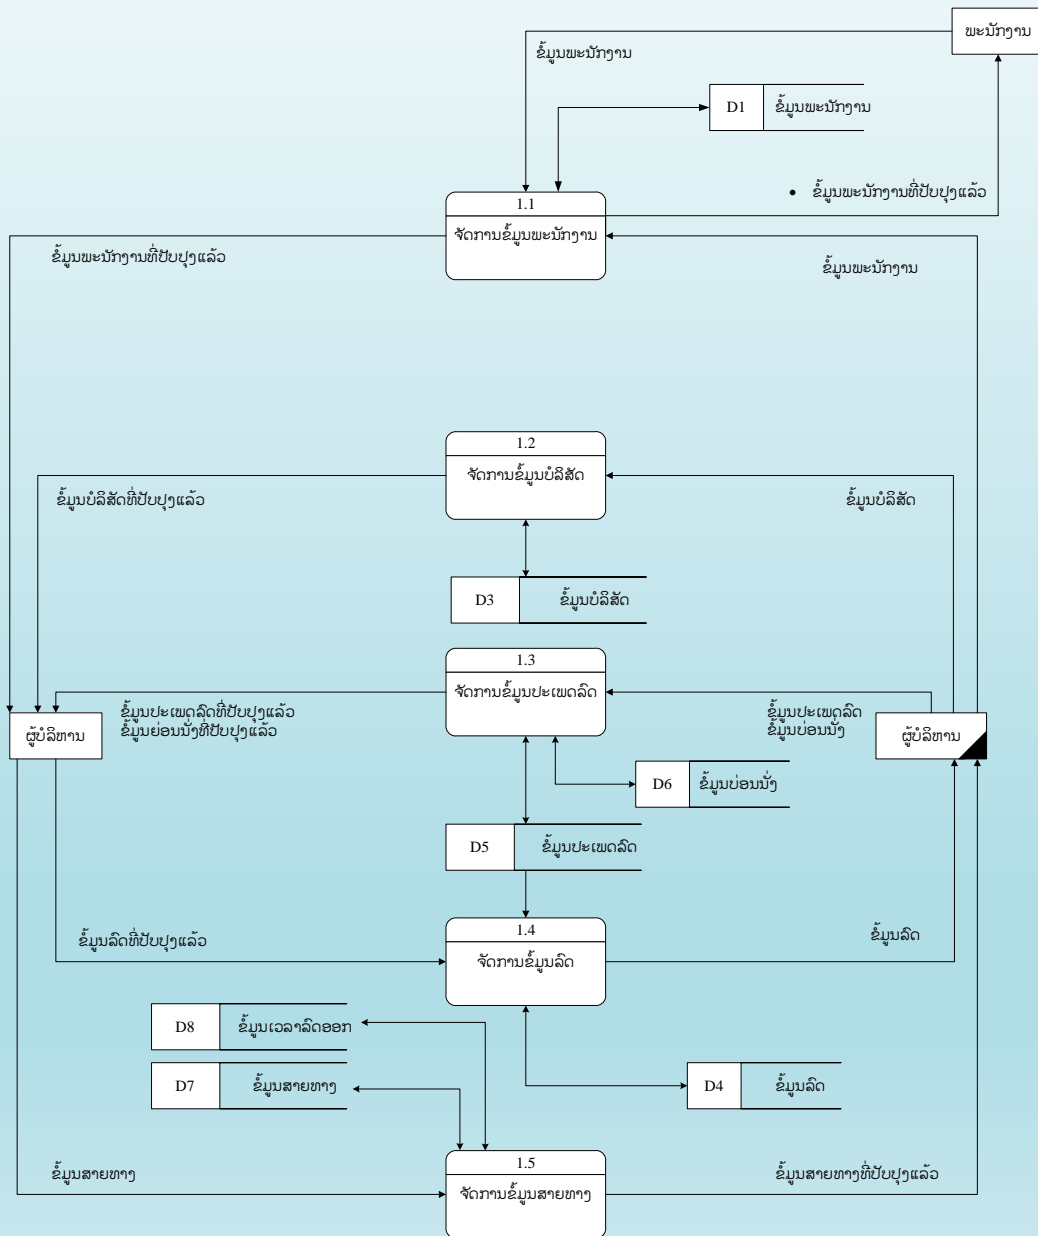 ພະນັກງານ
ຂໍ້ມູນພະນັກງານ
D1
ຂໍ້ມູນພະນັກງານ
• ຂໍ້ມູນພະນັກງານທີ່ປັບປຸງແລ້ວ
1.1
ຈັດການຂໍ້ມູນພະນັກງານ
ຂໍ້ມູນພະນັກງານທີ່ປັບປຸງແລ້ວ
ຂໍ້ມູນພະນັກງານ
1.2
ຈັດການຂໍ້ມູນບໍລິສັດ
ຂໍ້ມູນບໍລິສັດທີ່ປັບປຸງແລ້ວ
ຂໍ້ມູນບໍລິສັດ
D3
ຂໍ້ມູນບໍລິສັດ
1.3
ຈັດການຂໍ້ມູນປະເພດລົດ
ຂໍ້ມູນປະເພດລົດທີ່ປັບປຸງແລ້ວ
ຂໍ້ມູນຍ່ອນນັ່ງທີ່ປັບປຸງແລ້ວ
ຂໍ້ມູນປະເພດລົດ
ຂໍ້ມູນບ່ອນນັ່ງ
ຜູ້ບໍລິຫານ
ຜູ້ບໍລິຫານ
D6
ຂໍ້ມູນບ່ອນນັ່ງ
D5
ຂໍ້ມູນປະເພດລົດ
1.4
ຈັດການຂໍ້ມູນລົດ
ຂໍ້ມູນລົດທີ່ປັບປຸງແລ້ວ
ຂໍ້ມູນລົດ
D8
ຂໍ້ມູນເວລາລົດອອກ
D7
ຂໍ້ມູນສາຍທາງ
D4
ຂໍ້ມູນລົດ
1.5
ຈັດການຂໍ້ມູນສາຍທາງ
ຂໍ້ມູນສາຍທາງ
ຂໍ້ມູນສາຍທາງທີ່ປັບປຸງແລ້ວ